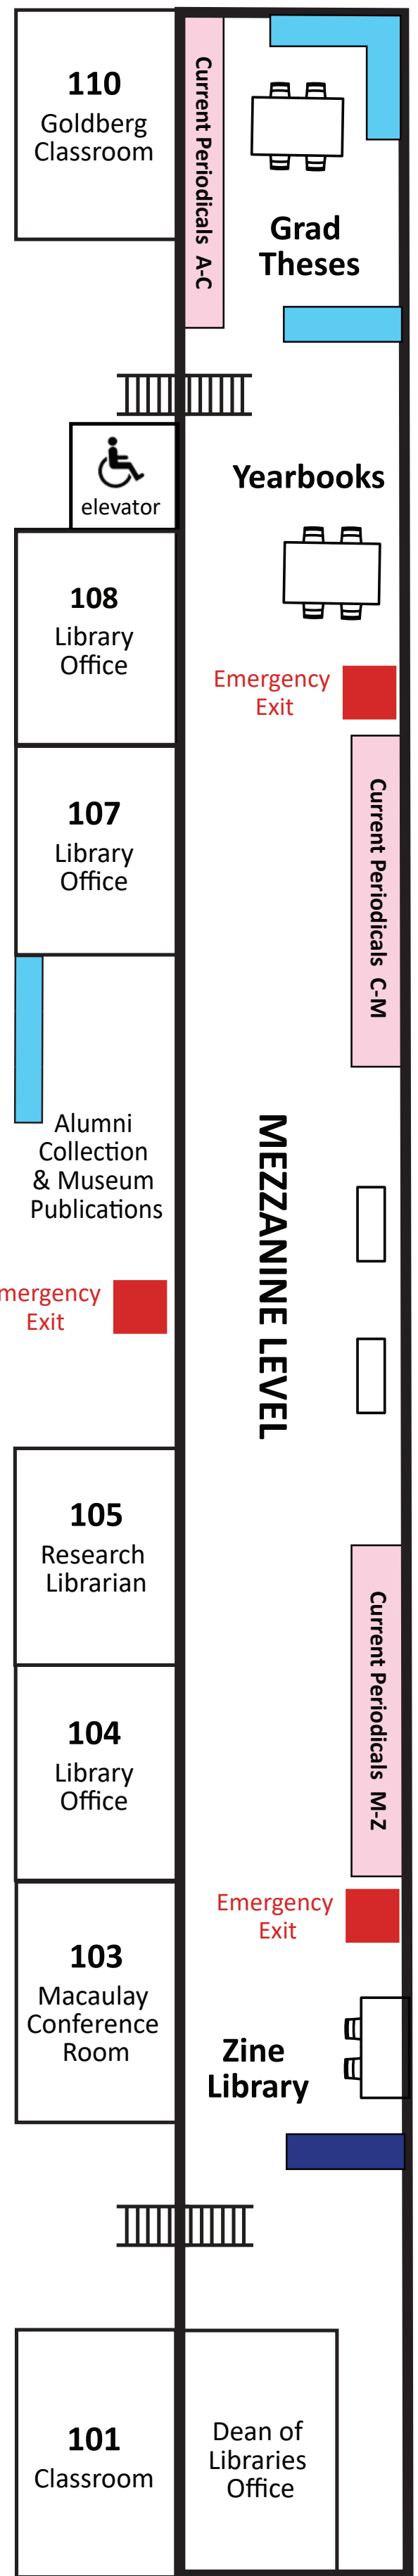 110
Goldberg
Classroom
Current Periodicals A-C
Grad
Theses
elevator
Yearbooks
108
Library
Office
Emergency
Exit
107
Library
Office
Current Periodicals C-M
Alumni
Collection
& Museum
Publications
MEZZANINE LEVEL
mergency
Exit
105
Research
Librarian
Current Periodicals M-Z
104
Library
Office
Emergency
Exit
103
Macaulay
Conference
Room
Zine
Library
101
Classroom
Dean of
Libraries
Office